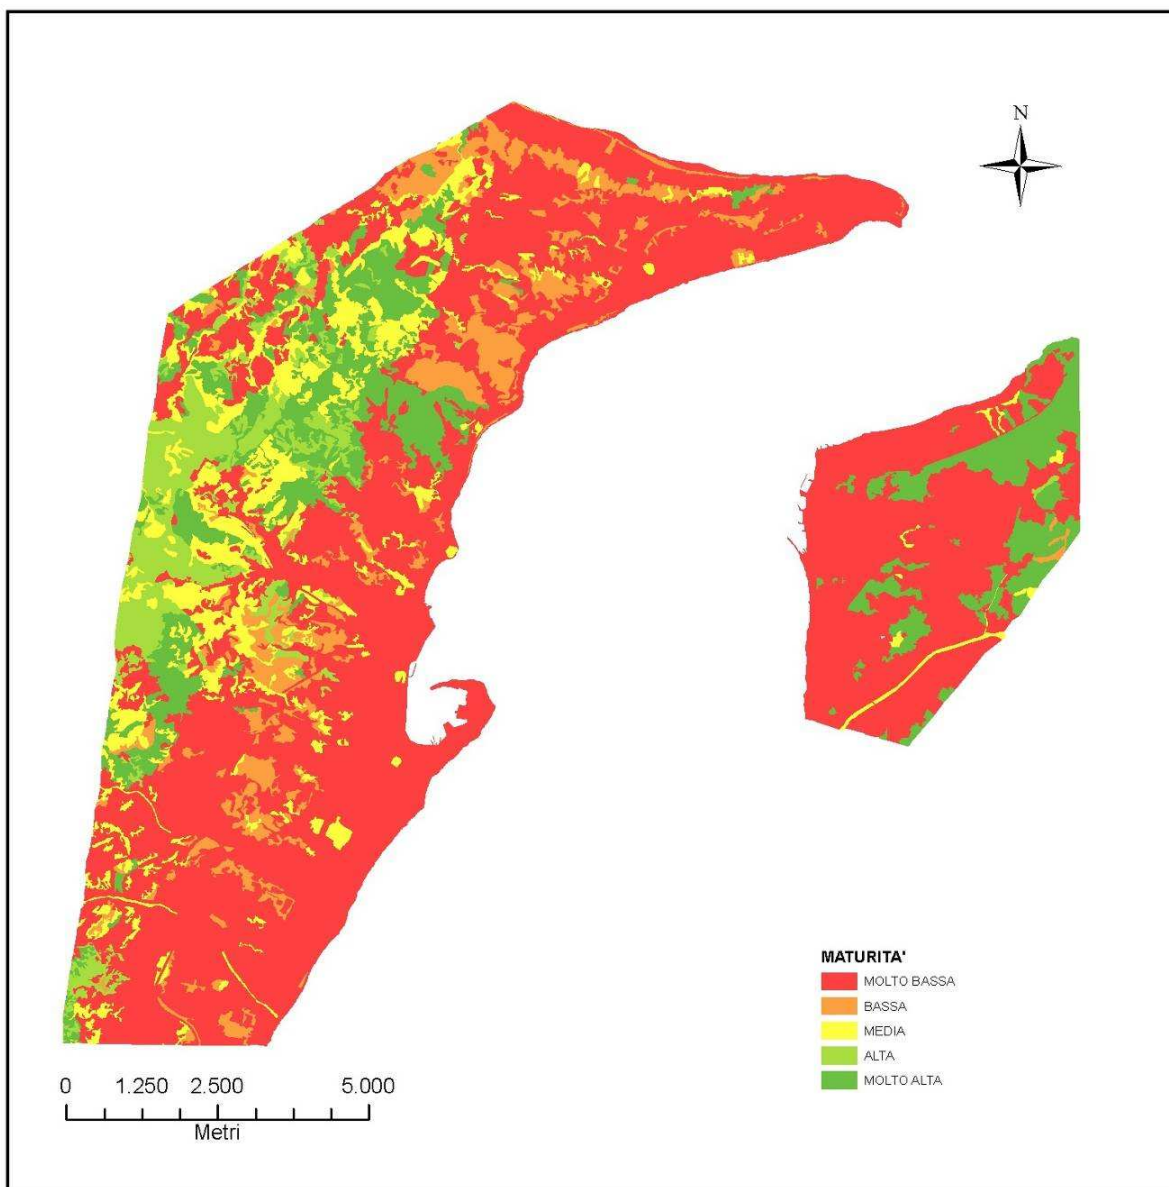 N
MATURITA'
MOLTO BASSA
BASSA
MEDIA
ALTA
MOLTO ALTA
0 1.250 2.500 5.000
Metri